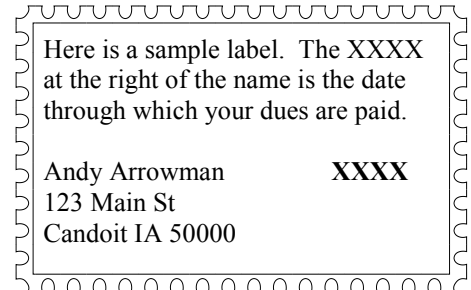 Here is a sample label.  The XXXX
at the right of the name is the date
through which your dues are paid.
Andy Arrowman XXXX
123 Main St
Candoit IA 50000